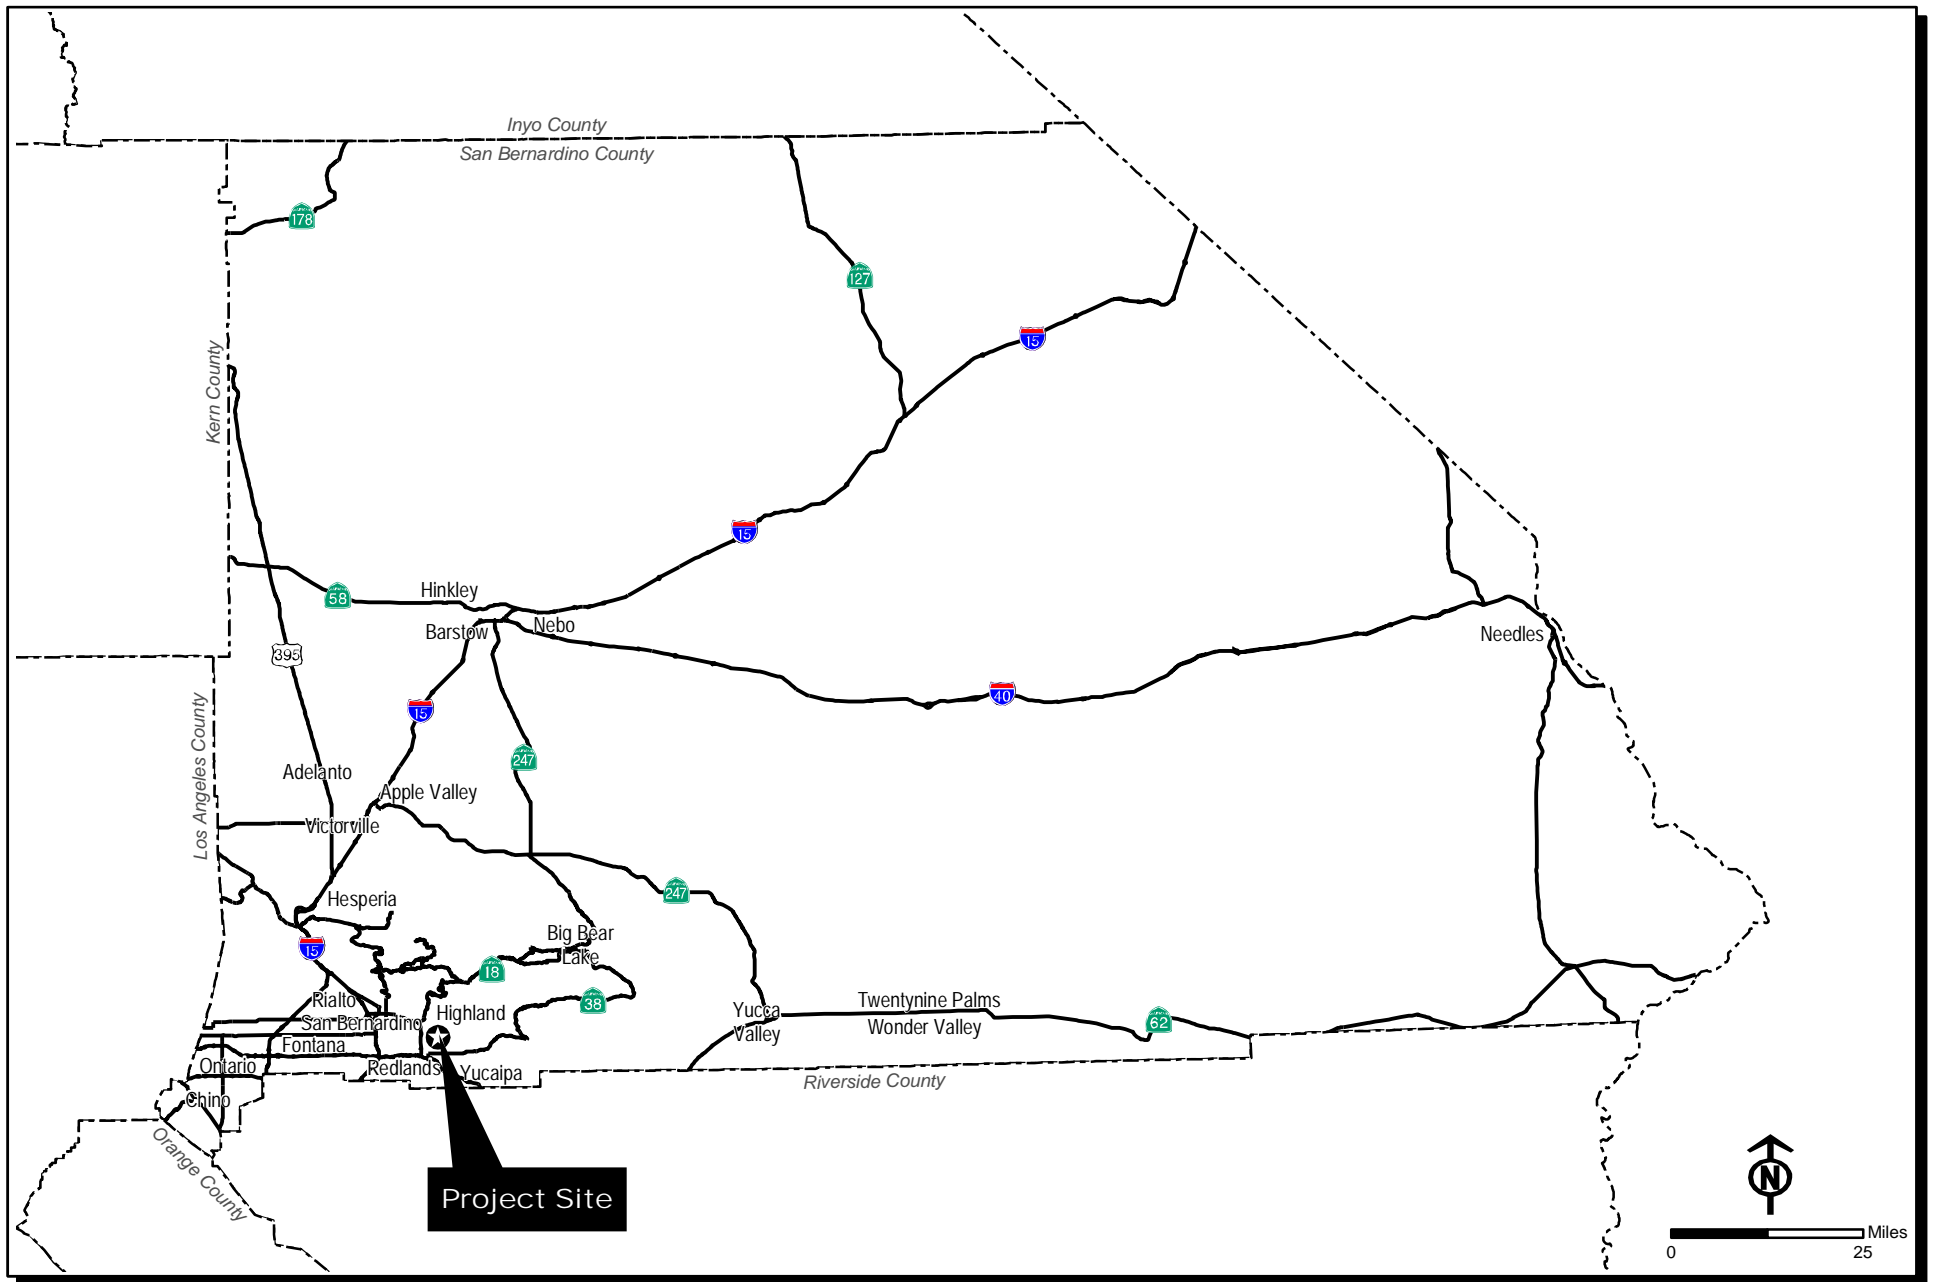 Inyo County
San Bernardino County
178
127
15
Kern County
15
Hinkley
58
Barstow
Nebo
Needles
395
40
15
Los Angeles County
247
Adelanto
Apple Valley
Victorville
247
Hesperia
Big Bear
Lake
15
18
38
Rialto
Highland
San Bernardino
Yucca
Valley
Twentynine Palms
Wonder Valley
62
Fontana
Ontario
Redlands
Yucaipa
Riverside County
Chino
Orange County
Project Site
N
Miles
0
25